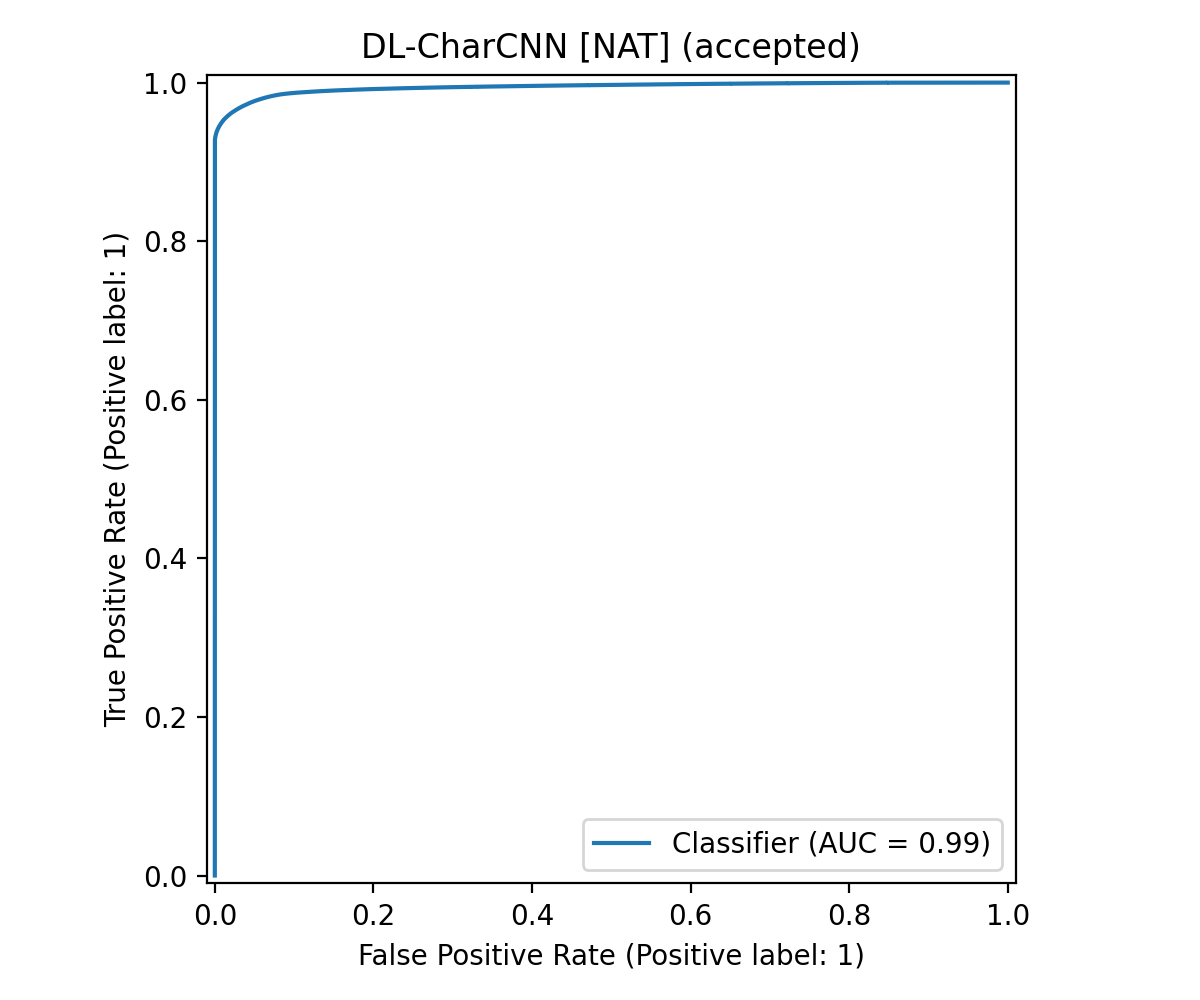 DL-CharCNN [NAT] (accepted)
1.0
0.8
0.6
0.4
0.2
0.0
True Positive Rate (Positive label: 1)
Classifier (AUC = 0.99)
0.0 0.2 0.4 0.6 0.8 1.0
False Positive Rate (Positive label: 1)